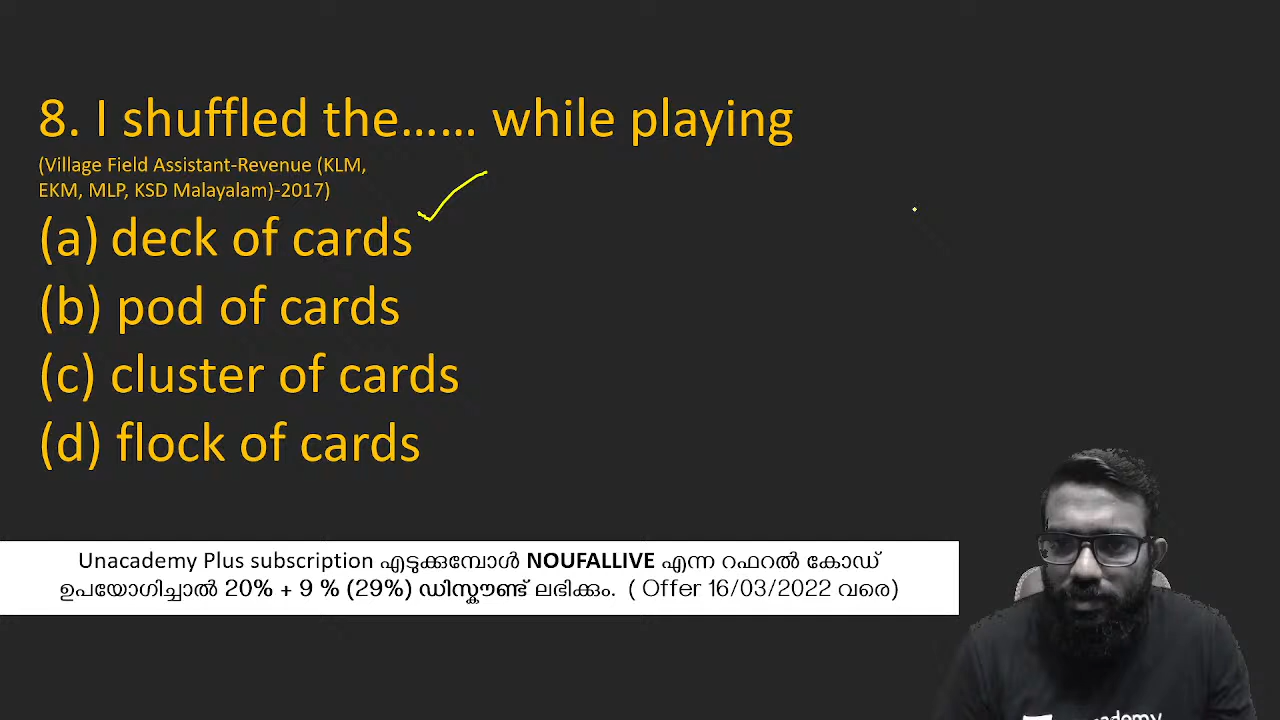 8. I shuffled the…… while playing
(Village Field Assistant-Revenue (KLM,
EKM, MLP, KSD Malayalam)-2017)
(a) deck of cards
(b) pod of cards
(c) cluster of cards
(d) flock of cards
Unacademy Plus subscription എടുക്കുമ്പോൾ NOUFALLIVE എന്ന റഫറൽ കോഡ്
ഉപയോഗിച്ചാൽ 20% + 9 % (29%) ഡിസ്കൗണ്ട് ലഭിക്കും. ( Offer 16/03/2022 വരെ)